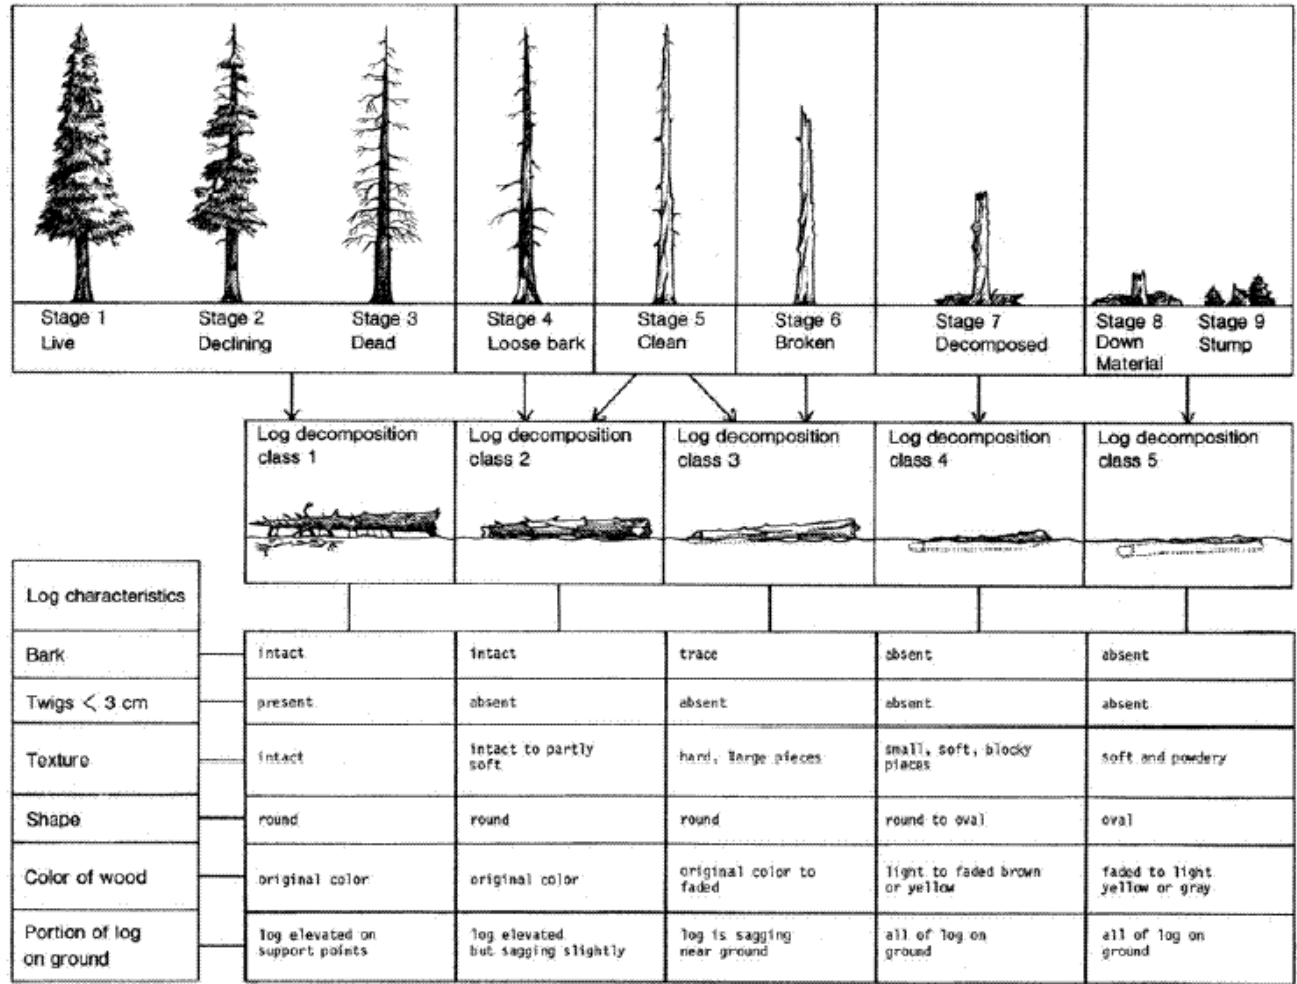 Stage 1
Live
Stage 2
Declining
Stage 3
Dead
Stage 4
Loose bark
Stage 5
Clean
Stage 6
Broken
Stage 7
Decomposed
Stage 8
Down
Material
Stage 9
Stump
Log decomposition
class 1
Log decomposition
class 2
Log decomposition
class 3
Log decomposition
class 4
Log decomposition
class 5
Log characteristics
Bark
intact
intact
trace
absent
absent
Twigs < 3 cm
present
absent
absent
absent
absent
Texture
intact
intact to partly
soft
hard, large pieces
small, soft, blocky
pieces
soft and powdery
Shape
round
round
round
round to oval
oval
Color of wood
original color
original color
original color to
faded
light to faded brown
or yellow
faded to light
yellow or gray
Portion of log
on ground
log elevated on
support points
log elevated
but sagging slightly
log is sagging
near ground
all of log on
ground
all of log on
ground